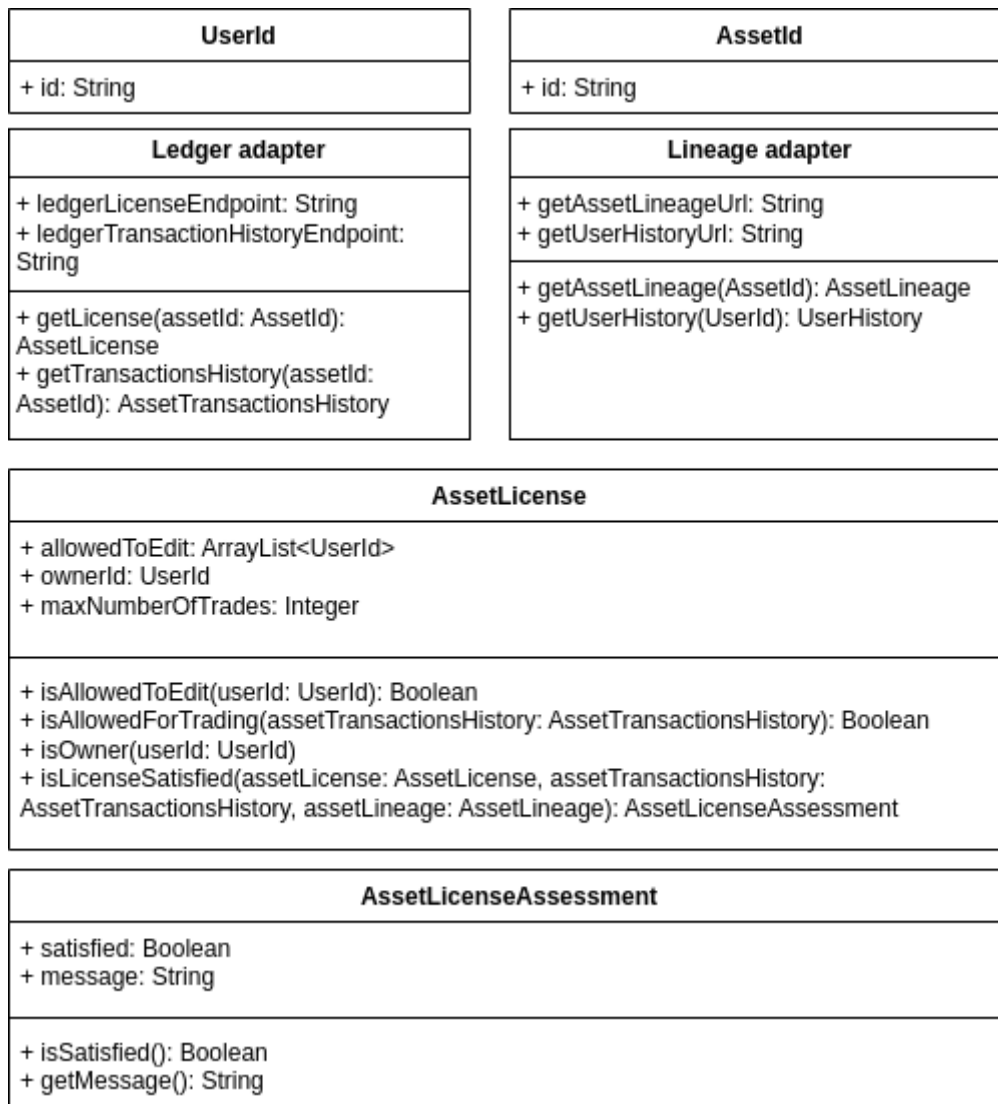 UserId
+ id: String
AssetId
+ id: String
Ledger adapter
+ ledgerLicenseEndpoint: String
+ ledgerTransactionHistoryEndpoint:
String
+ getLicense(assetId: AssetId):
AssetLicense
+ getTransactionsHistory(assetId:
AssetId): AssetTransactionsHistory
Lineage adapter
+ getAssetLineageUrl: String
+ getUserHistoryUrl: String
+ getAssetLineage(AssetId): AssetLineage
+ getUserHistory(UserId): UserHistory
AssetLicense
+ allowedToEdit: ArrayList<UserId>
+ ownerId: UserId
+ maxNumberOfTrades: Integer
+ isAllowedToEdit(userId: UserId): Boolean
+ isAllowedForTrading(assetTransactionsHistory: AssetTransactionsHistory): Boolean
+ isOwner(userId: UserId)
+ isLicenseSatisfied(assetLicense: AssetLicense, assetTransactionsHistory:
AssetTransactionsHistory, assetLineage: AssetLineage): AssetLicenseAssessment
AssetLicenseAssessment
+ satisfied: Boolean
+ message: String
+ isSatisfied(): Boolean
+ getMessage(): String